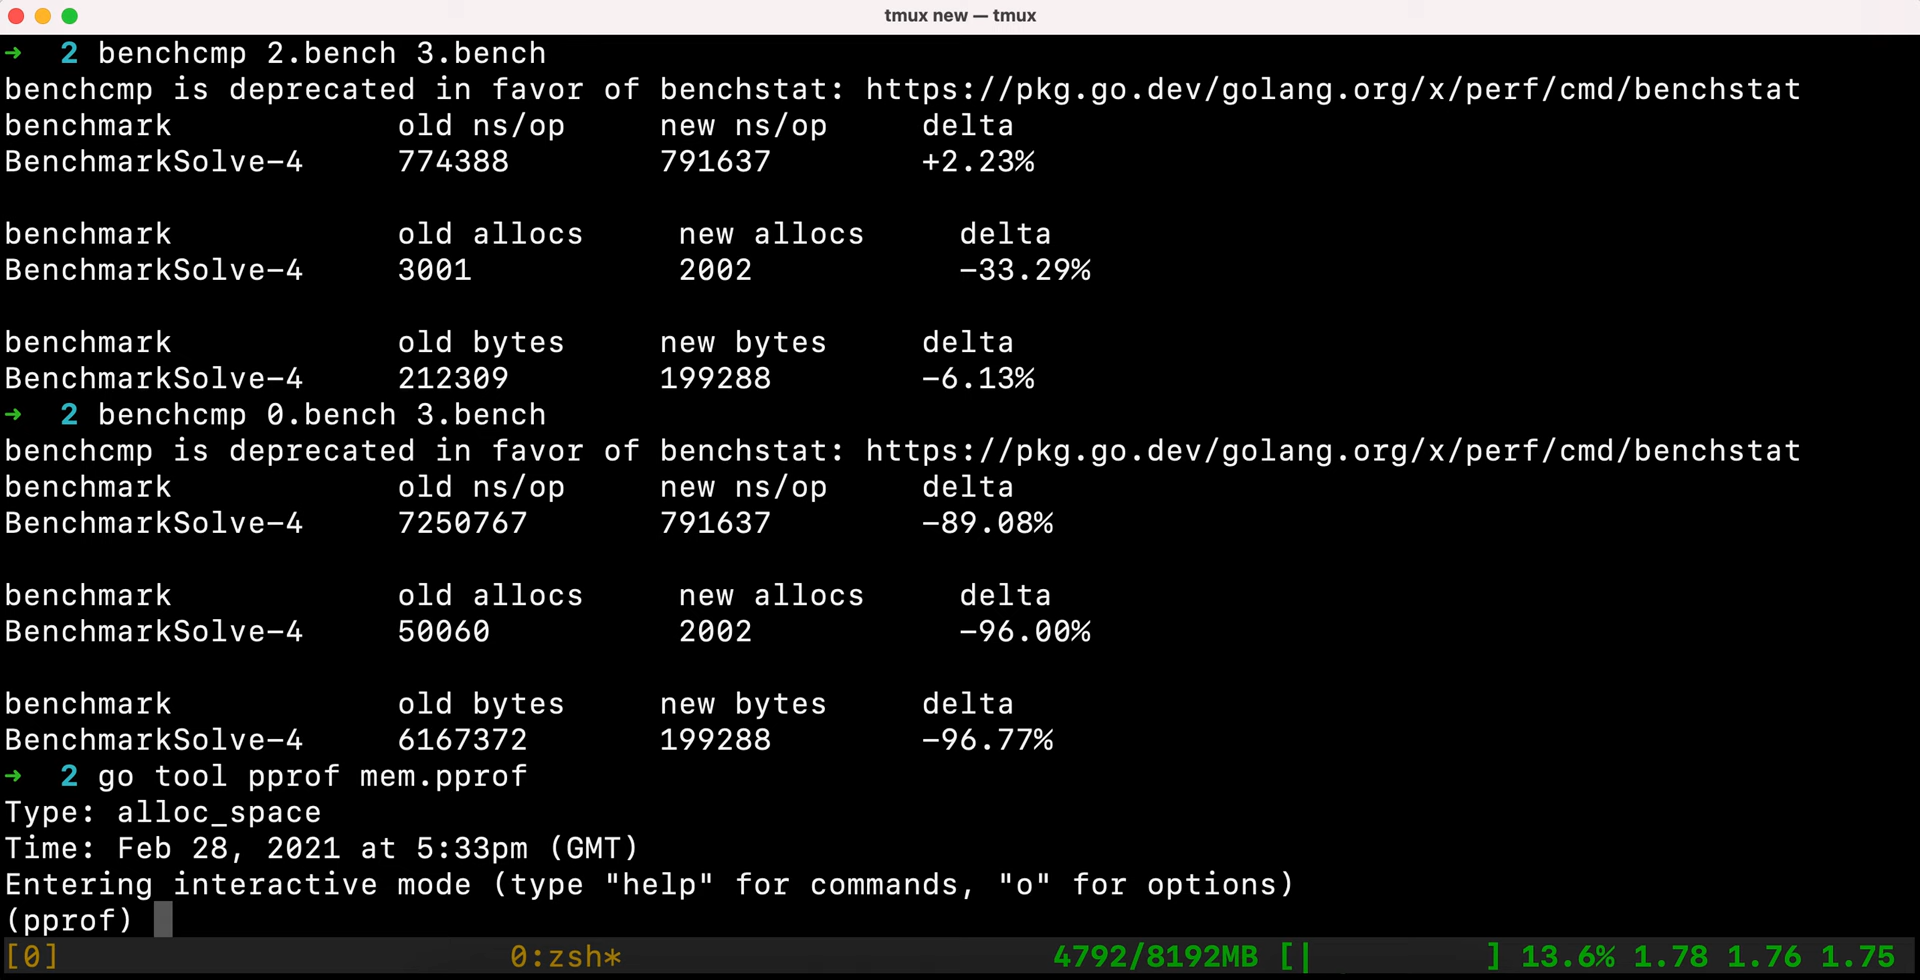 tmux new — tmux
→ 2 benchcmp 2.bench 3.bench
benchcmp is deprecated in favor of benchstat: https://pkg.go.dev/golang.org/x/perf/cmd/benchstat
benchmark old ns/op new ns/op delta
BenchmarkSolve-4 774388 791637 +2.23%
benchmark old allocs new allocs delta
BenchmarkSolve-4 3001 2002 -33.29%
benchmark old bytes new bytes delta
BenchmarkSolve-4 212309 199288 -6.13%
→ 2 benchcmp 0.bench 3.bench
benchcmp is deprecated in favor of benchstat: https://pkg.go.dev/golang.org/x/perf/cmd/benchstat
benchmark old ns/op new ns/op delta
BenchmarkSolve-4 7250767 791637 -89.08%
benchmark old allocs new allocs delta
BenchmarkSolve-4 50060 2002 -96.00%
benchmark old bytes new bytes delta
BenchmarkSolve-4 6167372 199288 -96.77%
→ 2 go tool pprof mem.pprof
Type: alloc_space
Time: Feb 28, 2021 at 5:33pm (GMT)
Entering interactive mode (type "help" for commands, "o" for options)
(pprof)
[0] 0:zsh* 4792/8192MB [| ] 13.6% 1.78 1.76 1.75